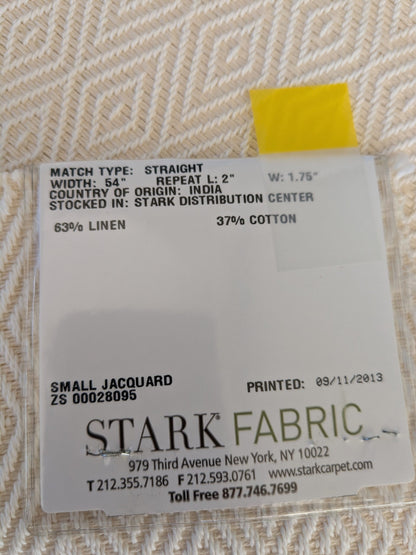 MATCH TYPE: STRAIGHT
WIDTH: 54" REPEAT L: 2" W: 1.75"
COUNTRY OF ORIGIN: INDIA
STOCKED IN: STARK DISTRIBUTION CENTER
63% LINEN 37% COTTON
SMALL JACQUARD
ZS 00028095 PRINTED: 09/11/2013
STARK FABRIC
979 Third Avenue New York, NY 10022
T 212.355.7186 F 212.593.0761 www.starkcarpet.com
Toll Free 877.746.7699